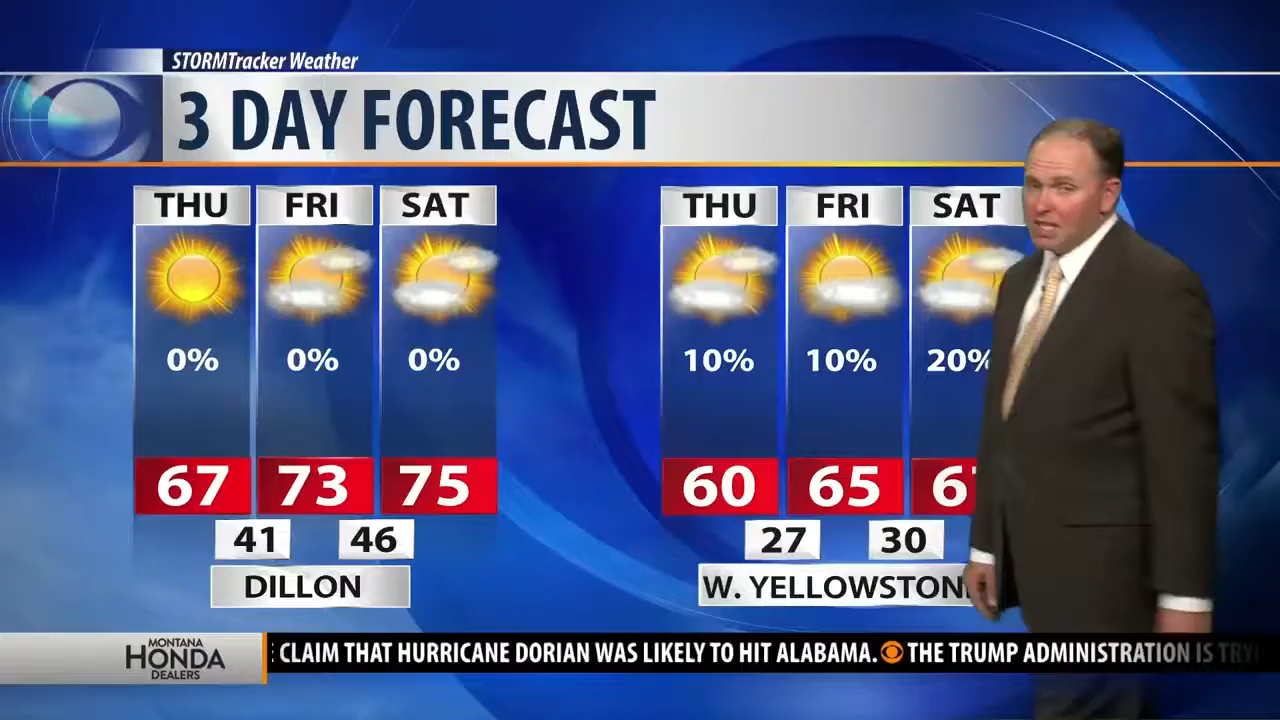 STORMTracker Weather
3 DAY FORECAST
THU FRI SAT
0% 0% 0%
67 73 75
41 46
DILLON
THU FRI SAT
10% 10% 20%
60 65
27 30
W. YELLOWSTON
MONTANA
HONDA
DEALERS
CLAIM THAT HURRICANE DORIAN WAS LIKELY TO HIT ALABAMA. THE TRUMP ADMINISTRATION IS